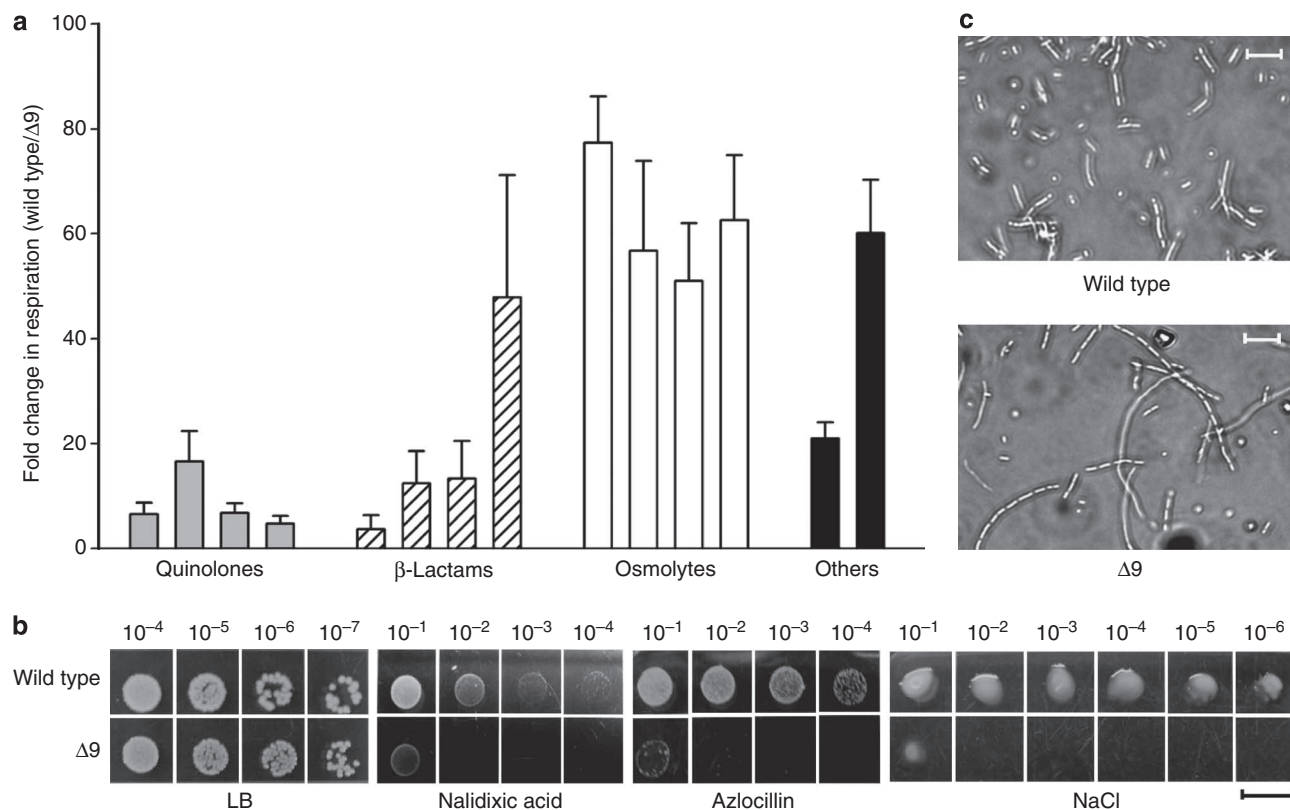 a
100
80
60
40
20
0
Fold change in respiration (wild type/Δ9)
Quinolones β-Lactams Osmolytes Others
c
Wild type
Δ9
b
10⁻⁴ 10⁻⁵ 10⁻⁶ 10⁻⁷ 10⁻¹ 10⁻² 10⁻³ 10⁻⁴ 10⁻¹ 10⁻² 10⁻³ 10⁻⁴ 10⁻¹ 10⁻² 10⁻³ 10⁻⁴ 10⁻⁵ 10⁻⁶
Wild type
Δ9
LB Nalidixic acid Azlocillin NaCl